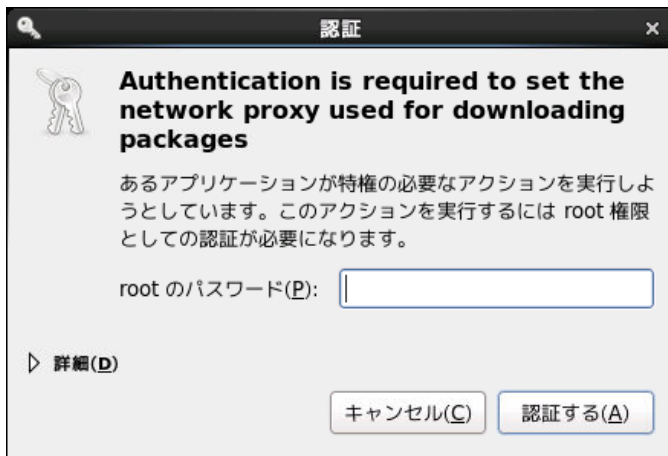 認証
Authentication is required to set the
network proxy used for downloading
packages
あるアプリケーションが特権の必要なアクションを実行しよ
うとしています。このアクションを実行するには root 権限
としての認証が必要になります。
root のパスワード(P):
詳細(D)
キャンセル(C) 認証する(A)